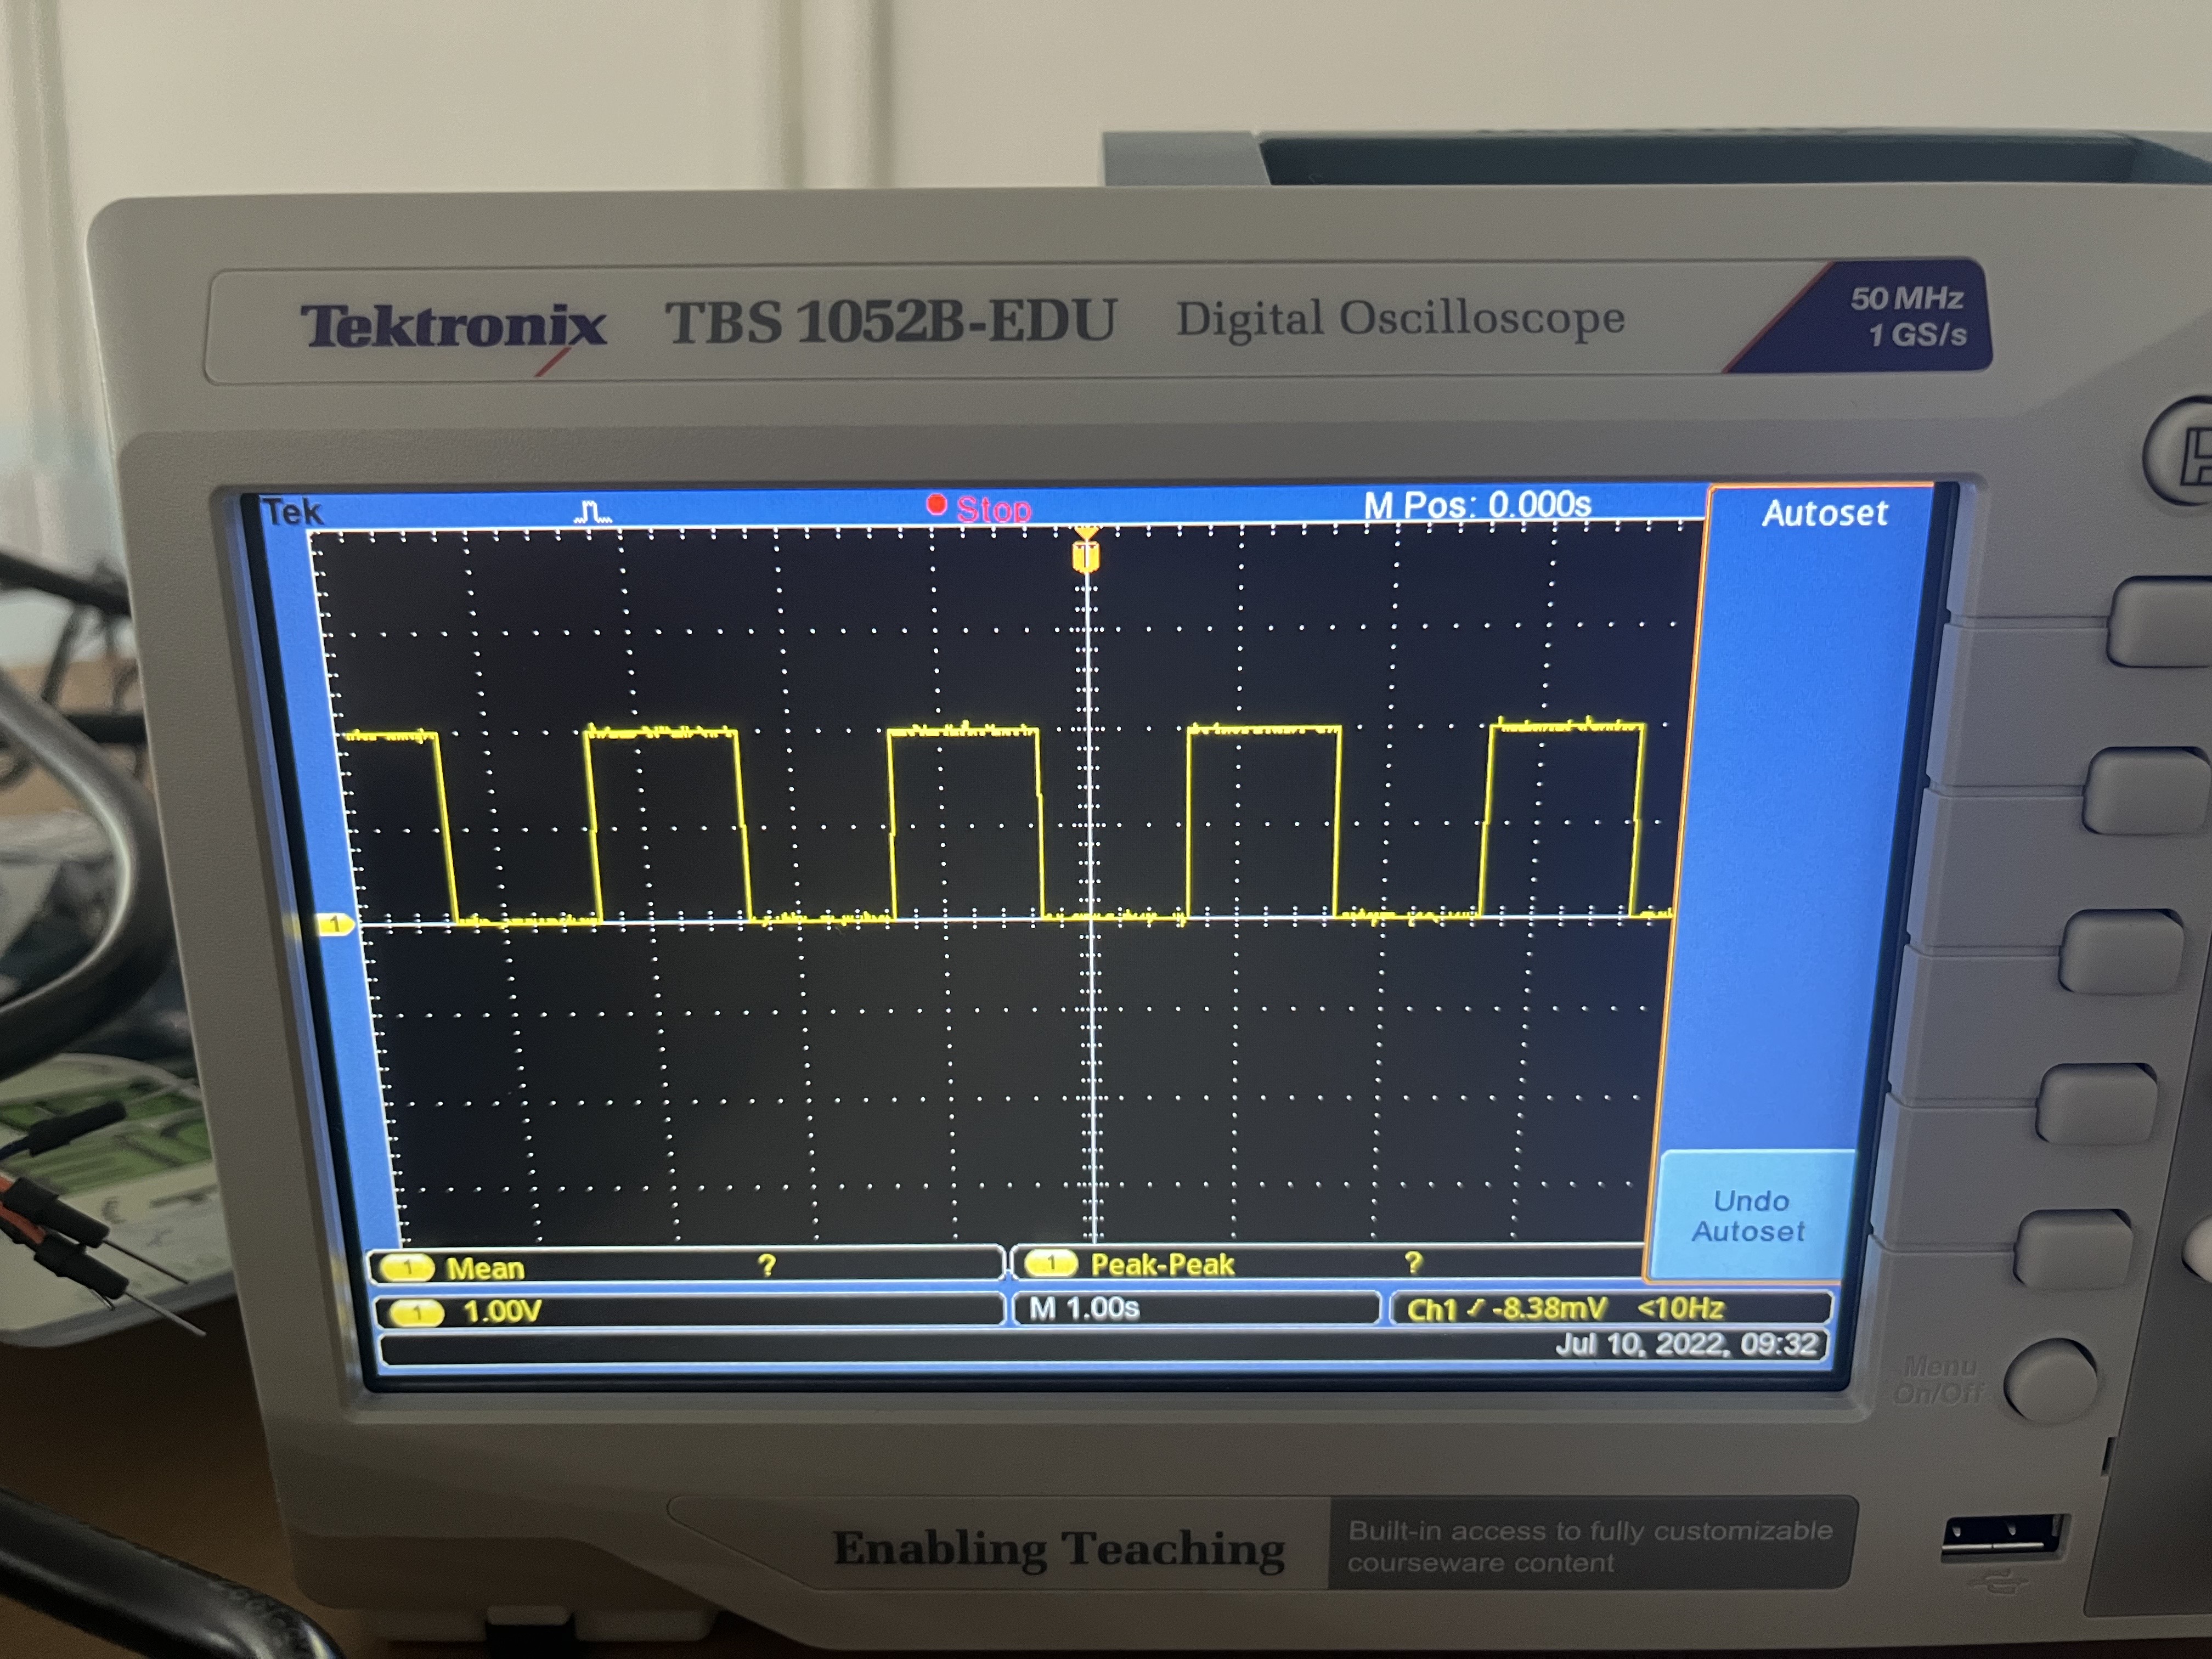 Tektronix TBS 1052B-EDU Digital Oscilloscope
50 MHz
1 GS/s
Tek Stop M Pos: 0.000s
Autoset
T
1
Undo
Autoset
1 Mean ? 1 Peak-Peak ?
1 1.00V M 1.00s Ch1 -8.38mV <10Hz
Jul 10, 2022, 09:32
Menu
On/Off
Enabling Teaching
Built-in access to fully customizable
courseware content